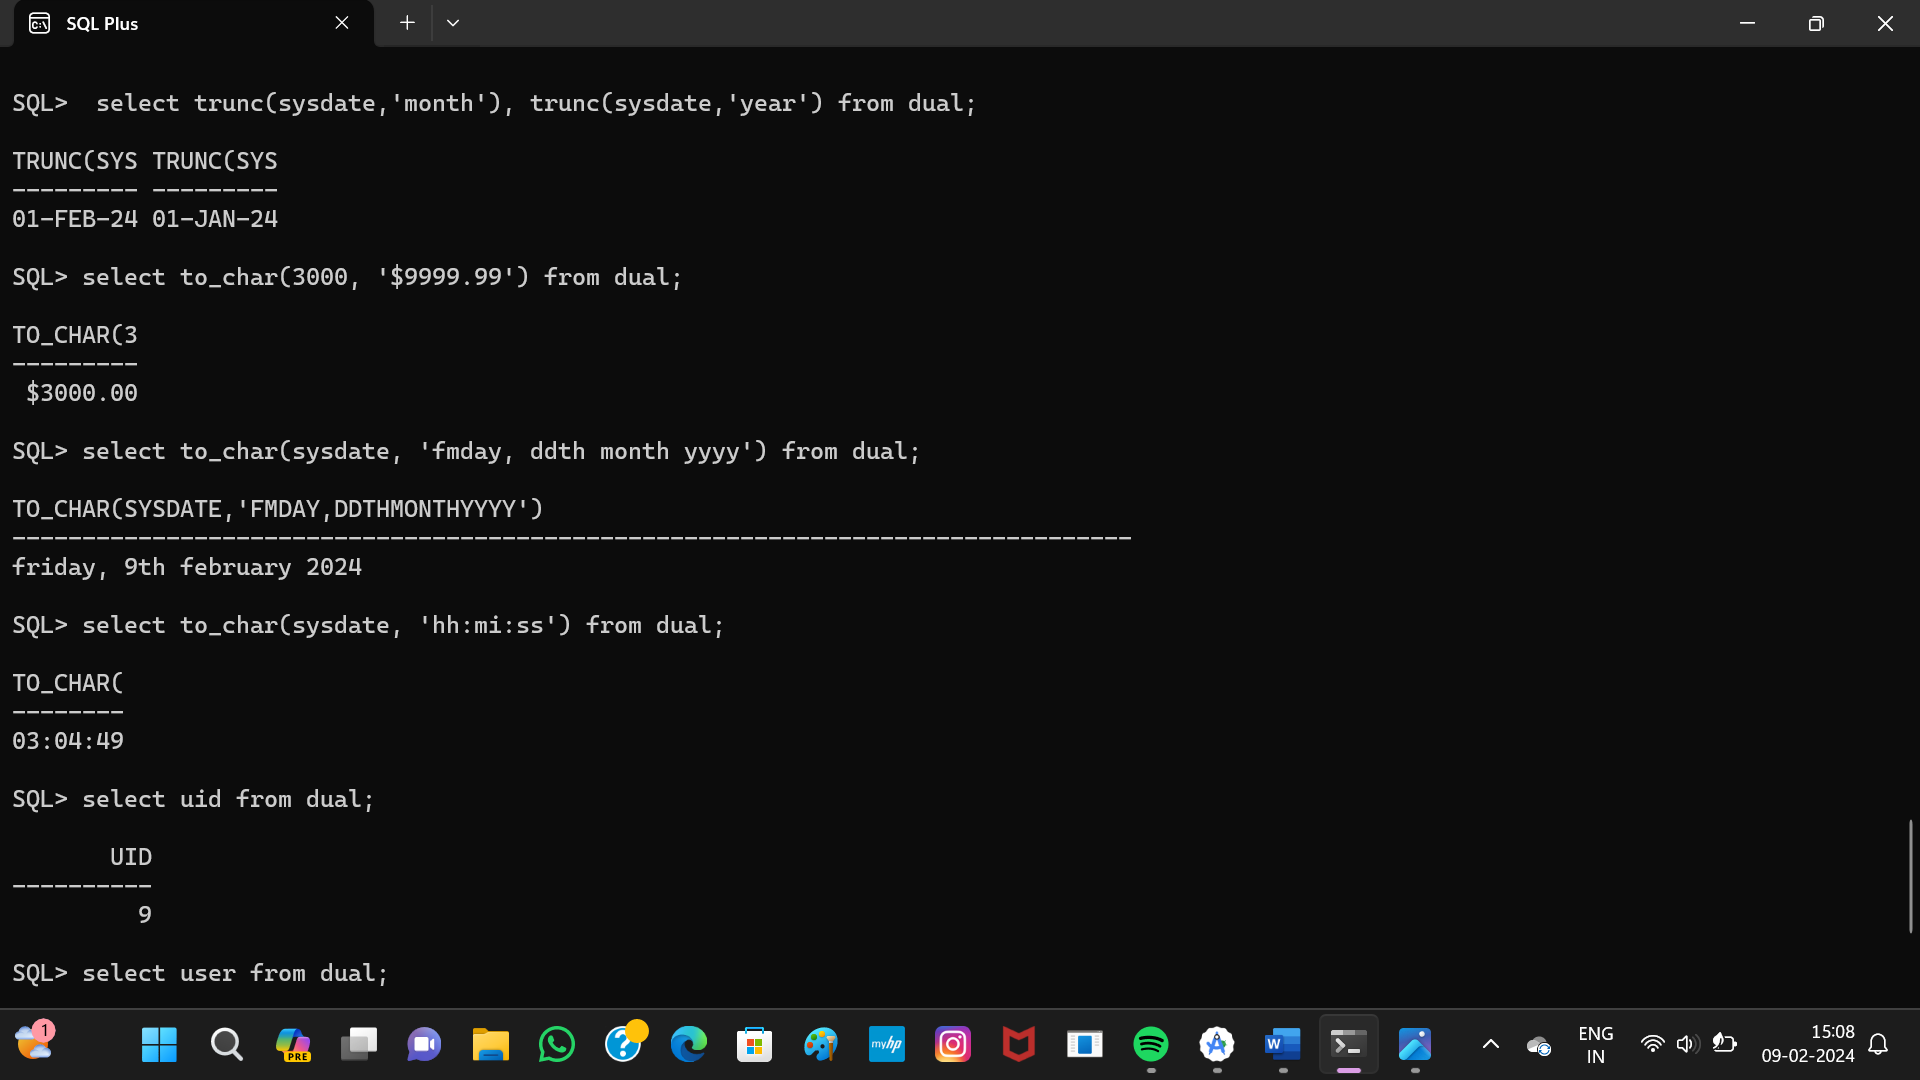 SQL Plus
SQL>  select trunc(sysdate,'month'), trunc(sysdate,'year') from dual;
TRUNC(SYS TRUNC(SYS
--------- ---------
01-FEB-24 01-JAN-24
SQL> select to_char(3000, '$9999.99') from dual;
TO_CHAR(3
---------
 $3000.00
SQL> select to_char(sysdate, 'fmday, ddth month yyyy') from dual;
TO_CHAR(SYSDATE,'FMDAY,DDTHMONTHYYYY')
--------------------------------------------------------------------------------
friday, 9th february 2024
SQL> select to_char(sysdate, 'hh:mi:ss') from dual;
TO_CHAR(
--------
03:04:49
SQL> select uid from dual;
       UID
----------
         9
SQL> select user from dual;
1
PRE
myhp
W
ENG
IN
15:08
09-02-2024